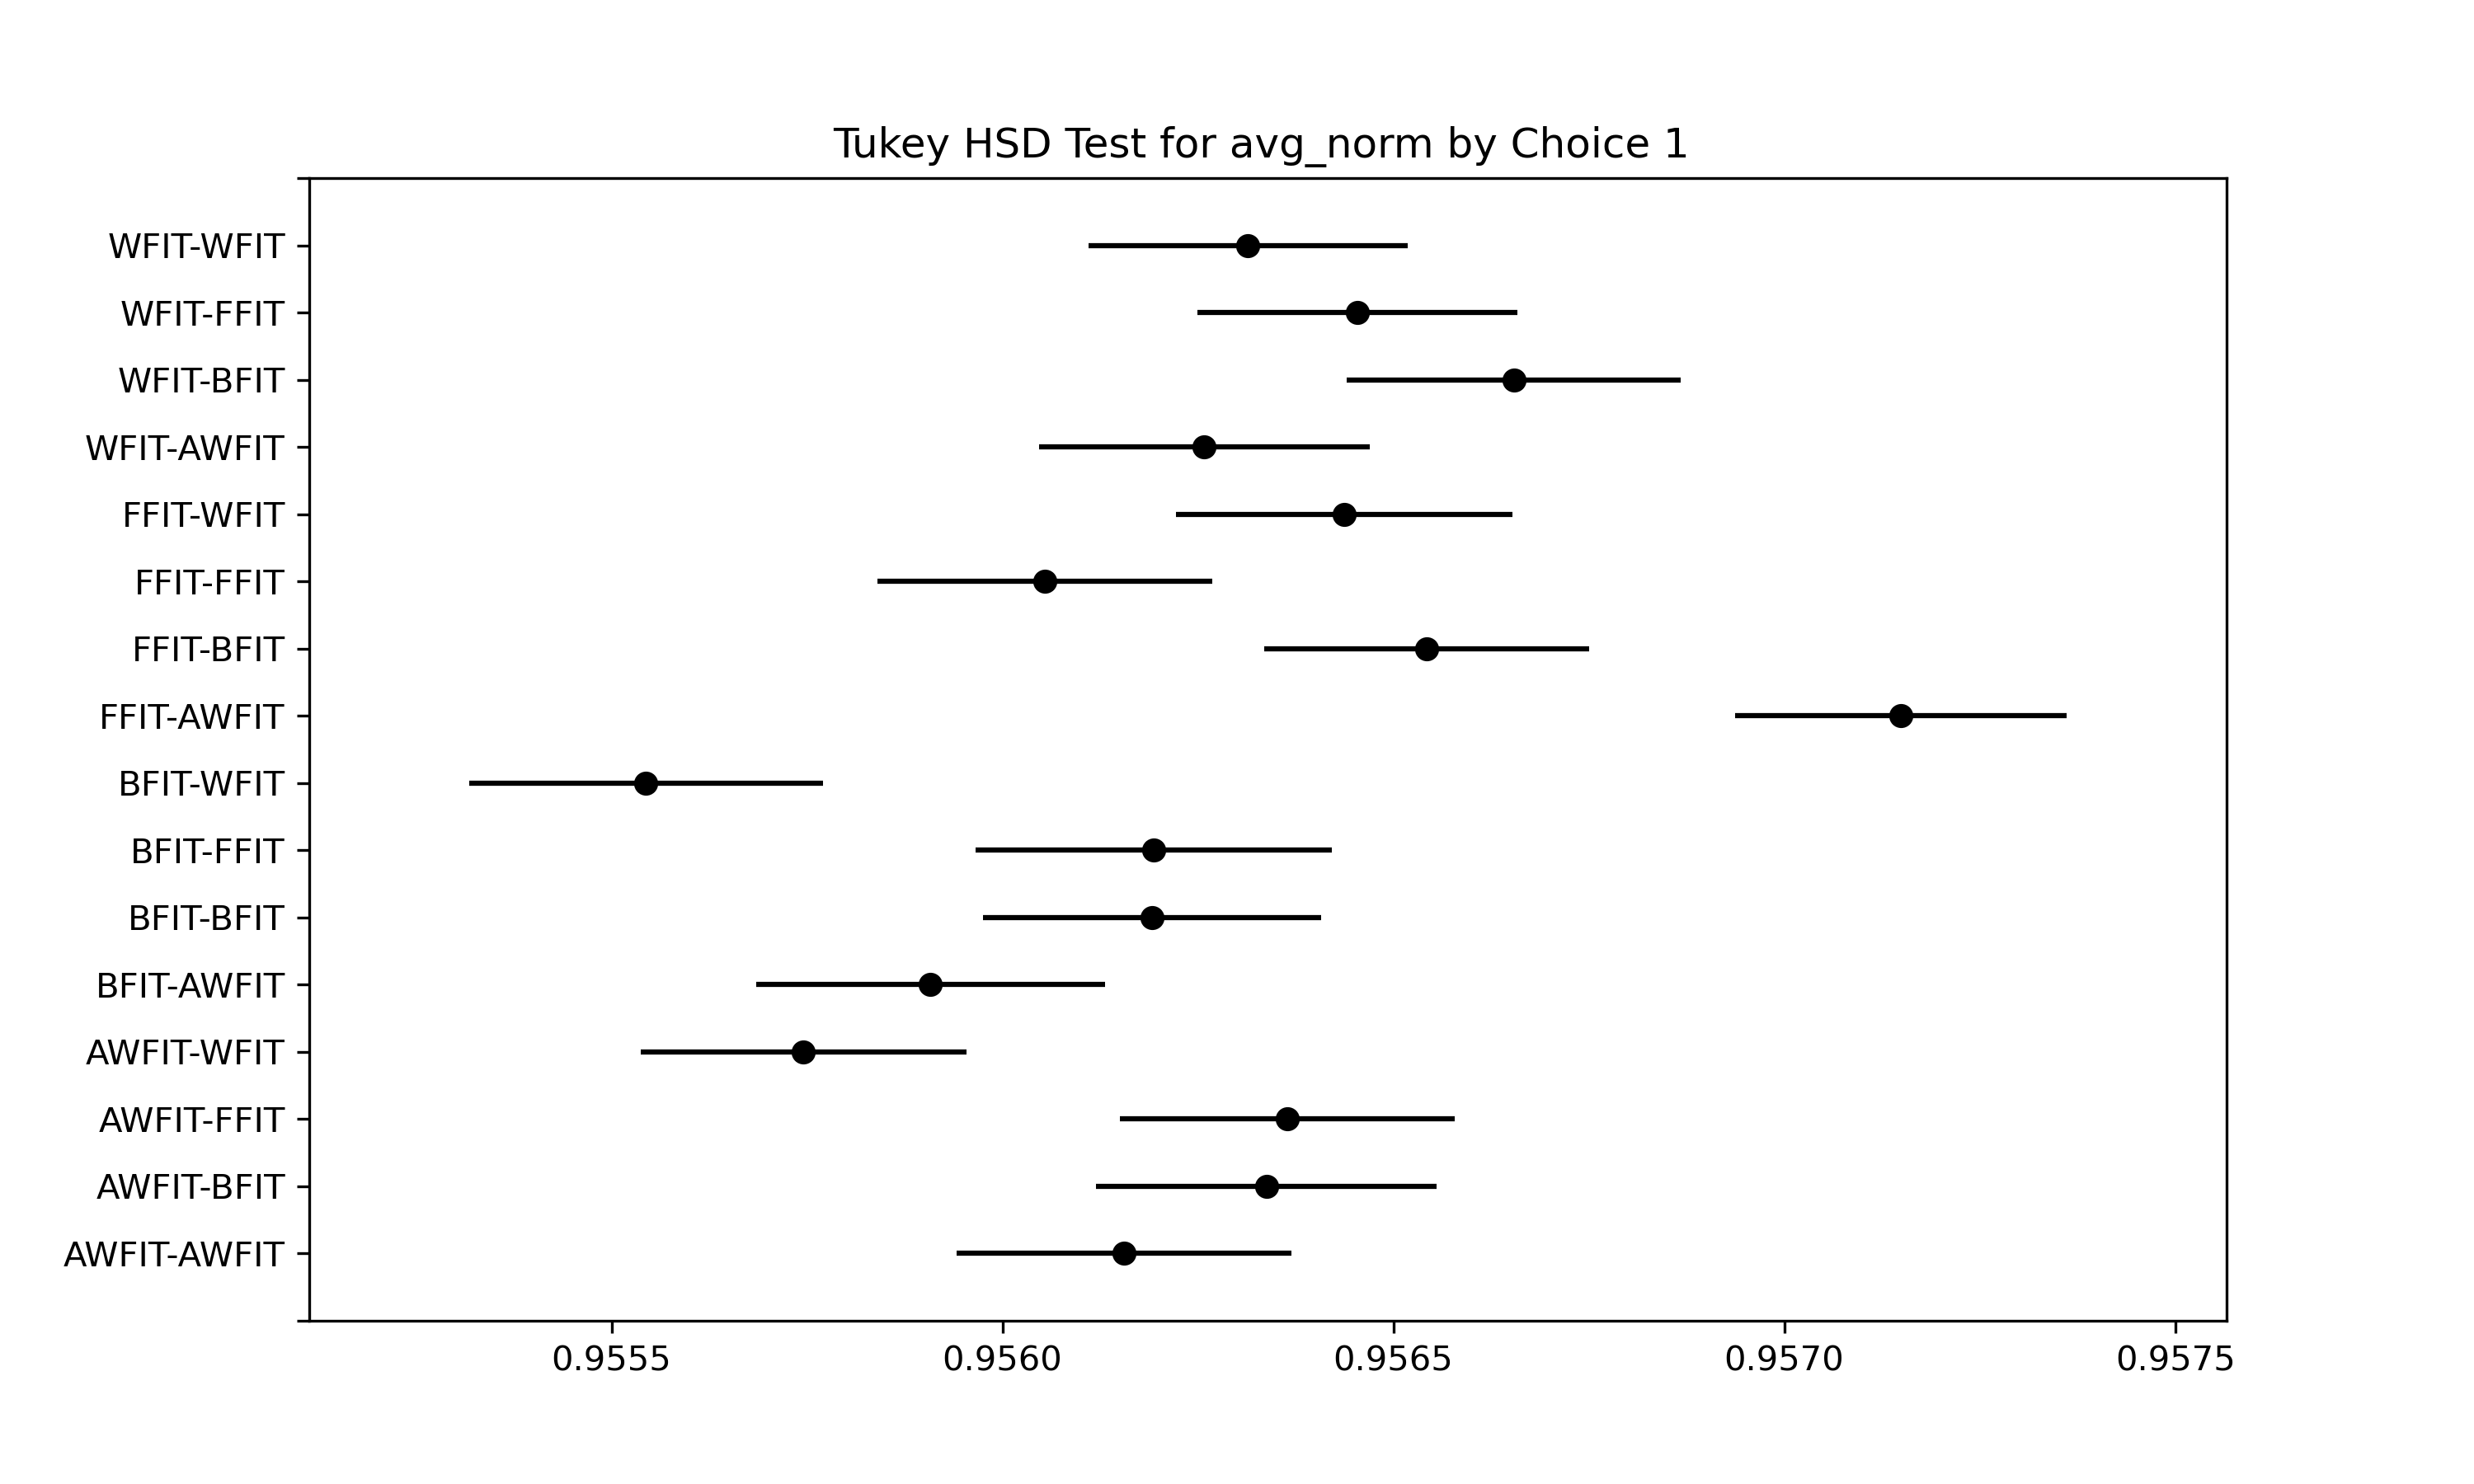 Tukey HSD Test for avg_norm by Choice 1
WFIT-WFIT
WFIT-FFIT
WFIT-BFIT
WFIT-AWFIT
FFIT-WFIT
FFIT-FFIT
FFIT-BFIT
FFIT-AWFIT
BFIT-WFIT
BFIT-FFIT
BFIT-BFIT
BFIT-AWFIT
AWFIT-WFIT
AWFIT-FFIT
AWFIT-BFIT
AWFIT-AWFIT
0.9555 0.9560 0.9565 0.9570 0.9575